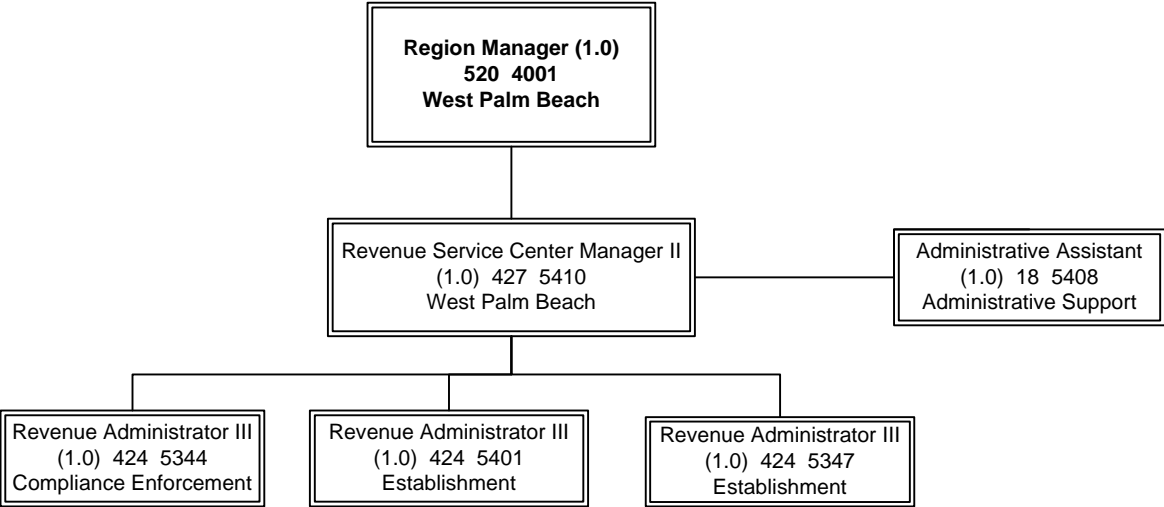 Region Manager (1.0)
520 4001
West Palm Beach
Revenue Service Center Manager II
(1.0) 427 5410
West Palm Beach
Administrative Assistant
(1.0) 18 5408
Administrative Support
Revenue Administrator III
(1.0) 424 5344
Compliance Enforcement
Revenue Administrator III
(1.0) 424 5401
Establishment
Revenue Administrator III
(1.0) 424 5347
Establishment